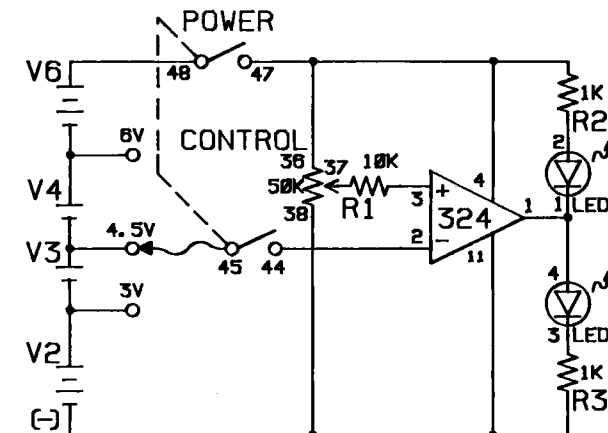 POWER
V6
48
47
1K
R2
6V
CONTROL
36
37
10K
2
50K
R1
3
+
4
324
1
1
LED
V4
38
4.5V
2
-
11
V3
45
44
4
3V
3
LED
V2
1K
R3
(-)